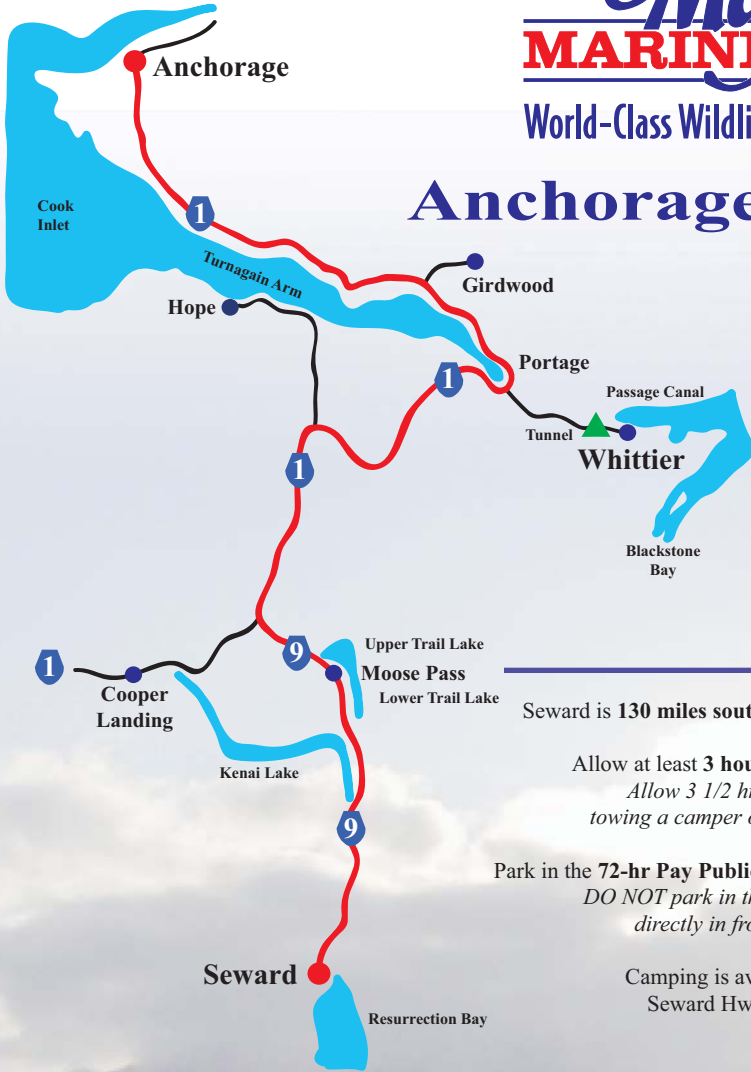 MARINE
World-Class Wildli
Anchorage
Anchorage
Cook
Inlet
1
Turnagain Arm
Girdwood
Hope
Portage
1
Passage Canal
Tunnel
Whittier
1
Blackstone
Bay
9
Upper Trail Lake
1
Moose Pass
Cooper
Landing
Lower Trail Lake
Kenai Lake
9
Seward
Resurrection Bay
Seward is 130 miles sout
Allow at least 3 hou
Allow 3 1/2 h
towing a camper o
Park in the 72-hr Pay Public
DO NOT park in th
directly in fro
Camping is av
Seward Hw